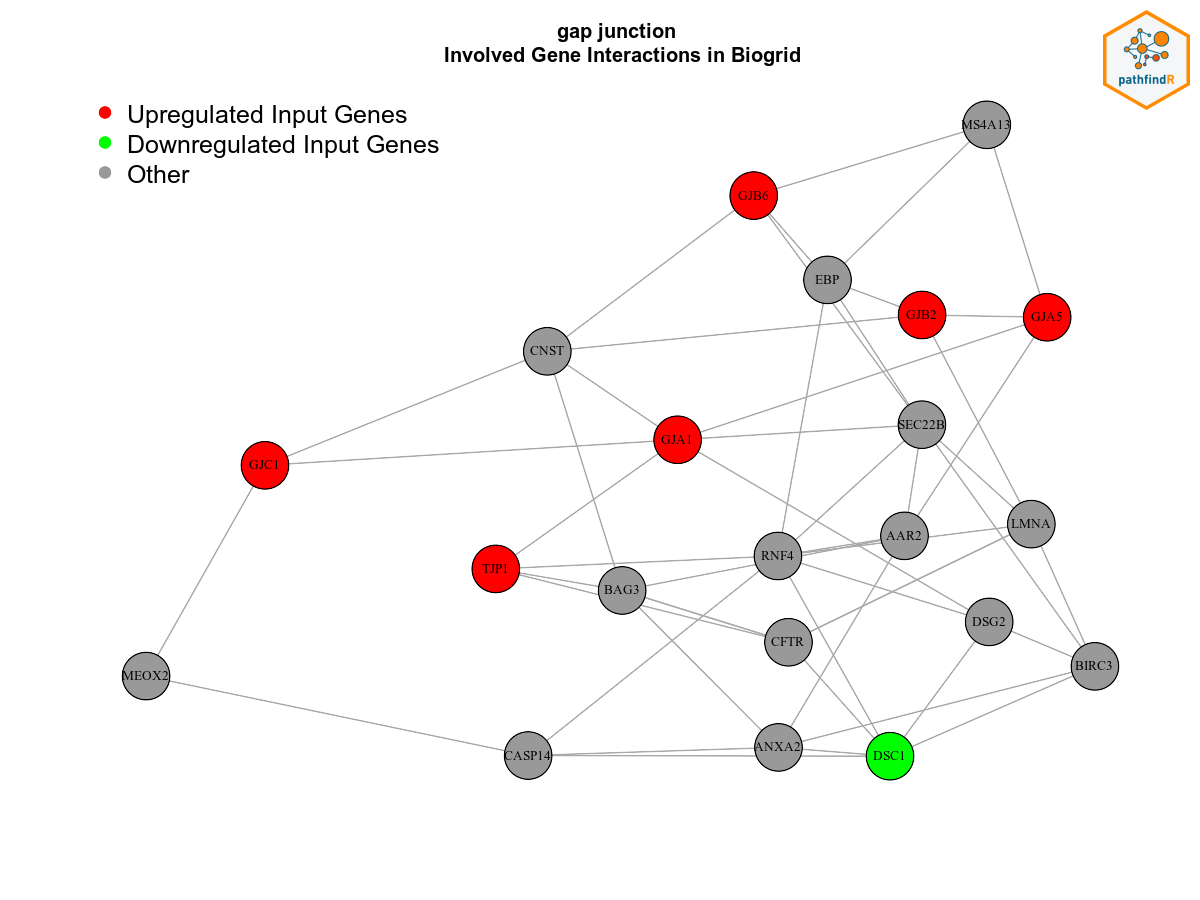 gap junction
Involved Gene Interactions in Biogrid
pathfindR
Upregulated Input Genes
Downregulated Input Genes
Other
MS4A13
GJB6
EBP
GJB2
GJA5
CNST
SEC22B
GJA1
GJC1
LMNA
AAR2
RNF4
TJP1
BAG3
DSG2
CFTR
BIRC3
MEOX2
ANXA2
CASP14
DSC1